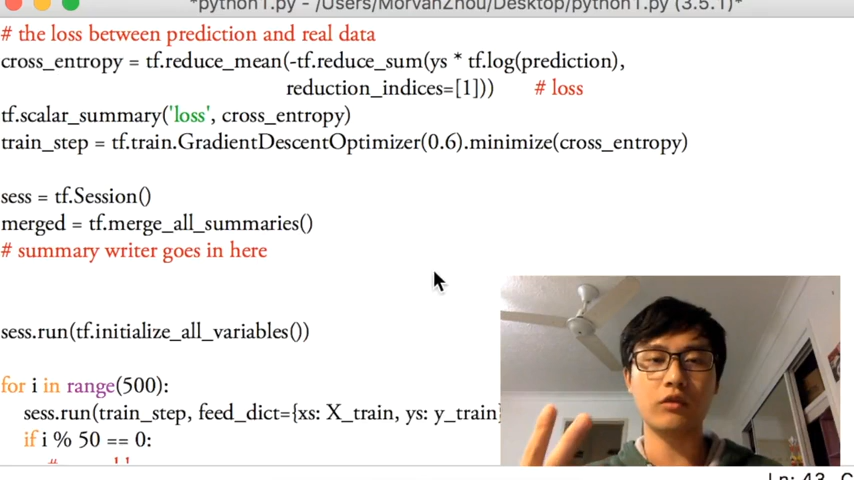 *python1.py - /Users/MorvanZhou/Desktop/python1.py (3.5.1)*
# the loss between prediction and real data
cross_entropy = tf.reduce_mean(-tf.reduce_sum(ys * tf.log(prediction),
reduction_indices=[1])) # loss
tf.scalar_summary('loss', cross_entropy)
train_step = tf.train.GradientDescentOptimizer(0.6).minimize(cross_entropy)
sess = tf.Session()
merged = tf.merge_all_summaries()
# summary writer goes in here
sess.run(tf.initialize_all_variables())
for i in range(500):
sess.run(train_step, feed_dict={xs: X_train, ys: y_train
if i % 50 == 0:
Ln: 43 C